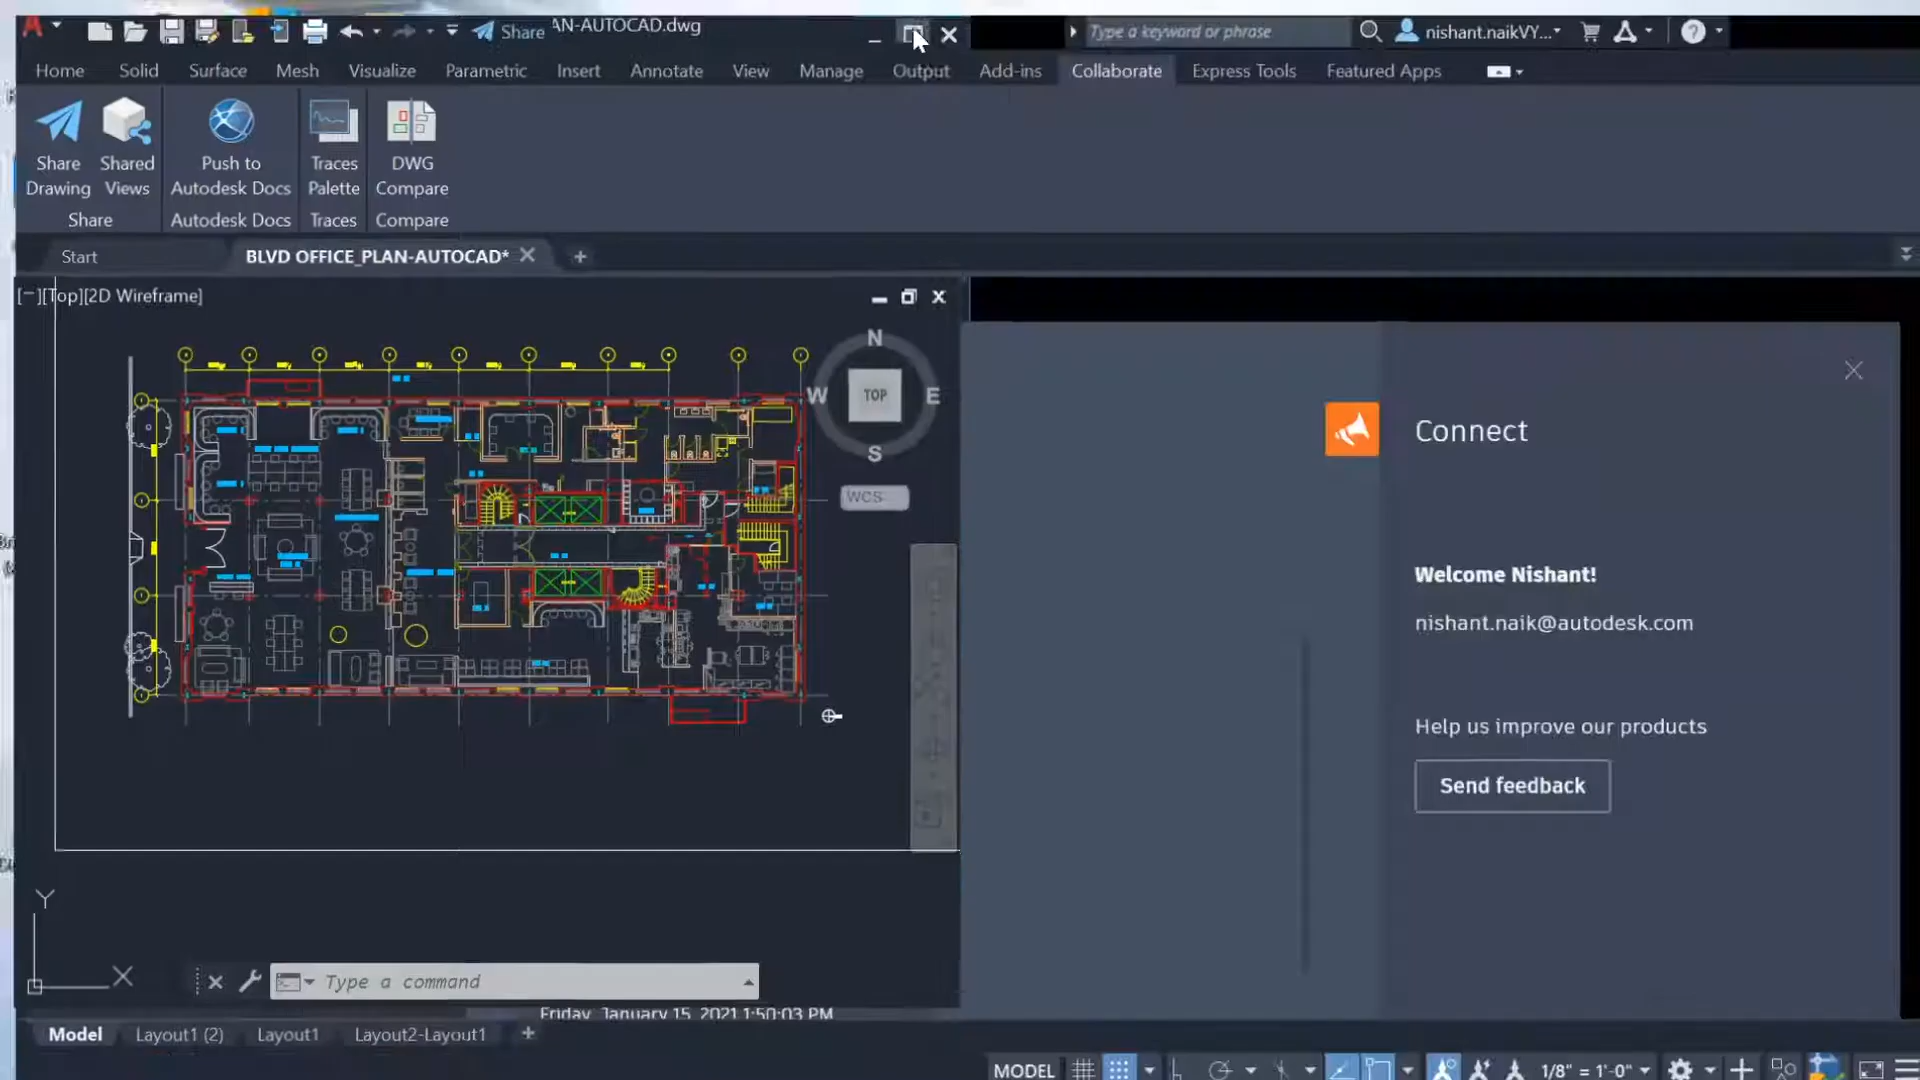 Share AN-AUTOCAD.dwg Type a keyword or phrase nishant.naikVY...
Home Solid Surface Mesh Visualize Parametric Insert Annotate View Manage Output Add-ins Collaborate Express Tools Featured Apps
Share Drawing
Shared Views
Push to Autodesk Docs
Traces Palette
DWG Compare
Share Autodesk Docs Traces Compare
Start BLVD OFFICE_PLAN-AUTOCAD*
[−][Top][2D Wireframe]
N
W TOP E
S
WCS
Connect
Welcome Nishant!
nishant.naik@autodesk.com
Help us improve our products
Send feedback
Y
X
Type a command
Friday, January 15, 2021 1:50:03 PM
Model Layout1 (2) Layout1 Layout2-Layout1 +
MODEL 1/8" = 1'-0"